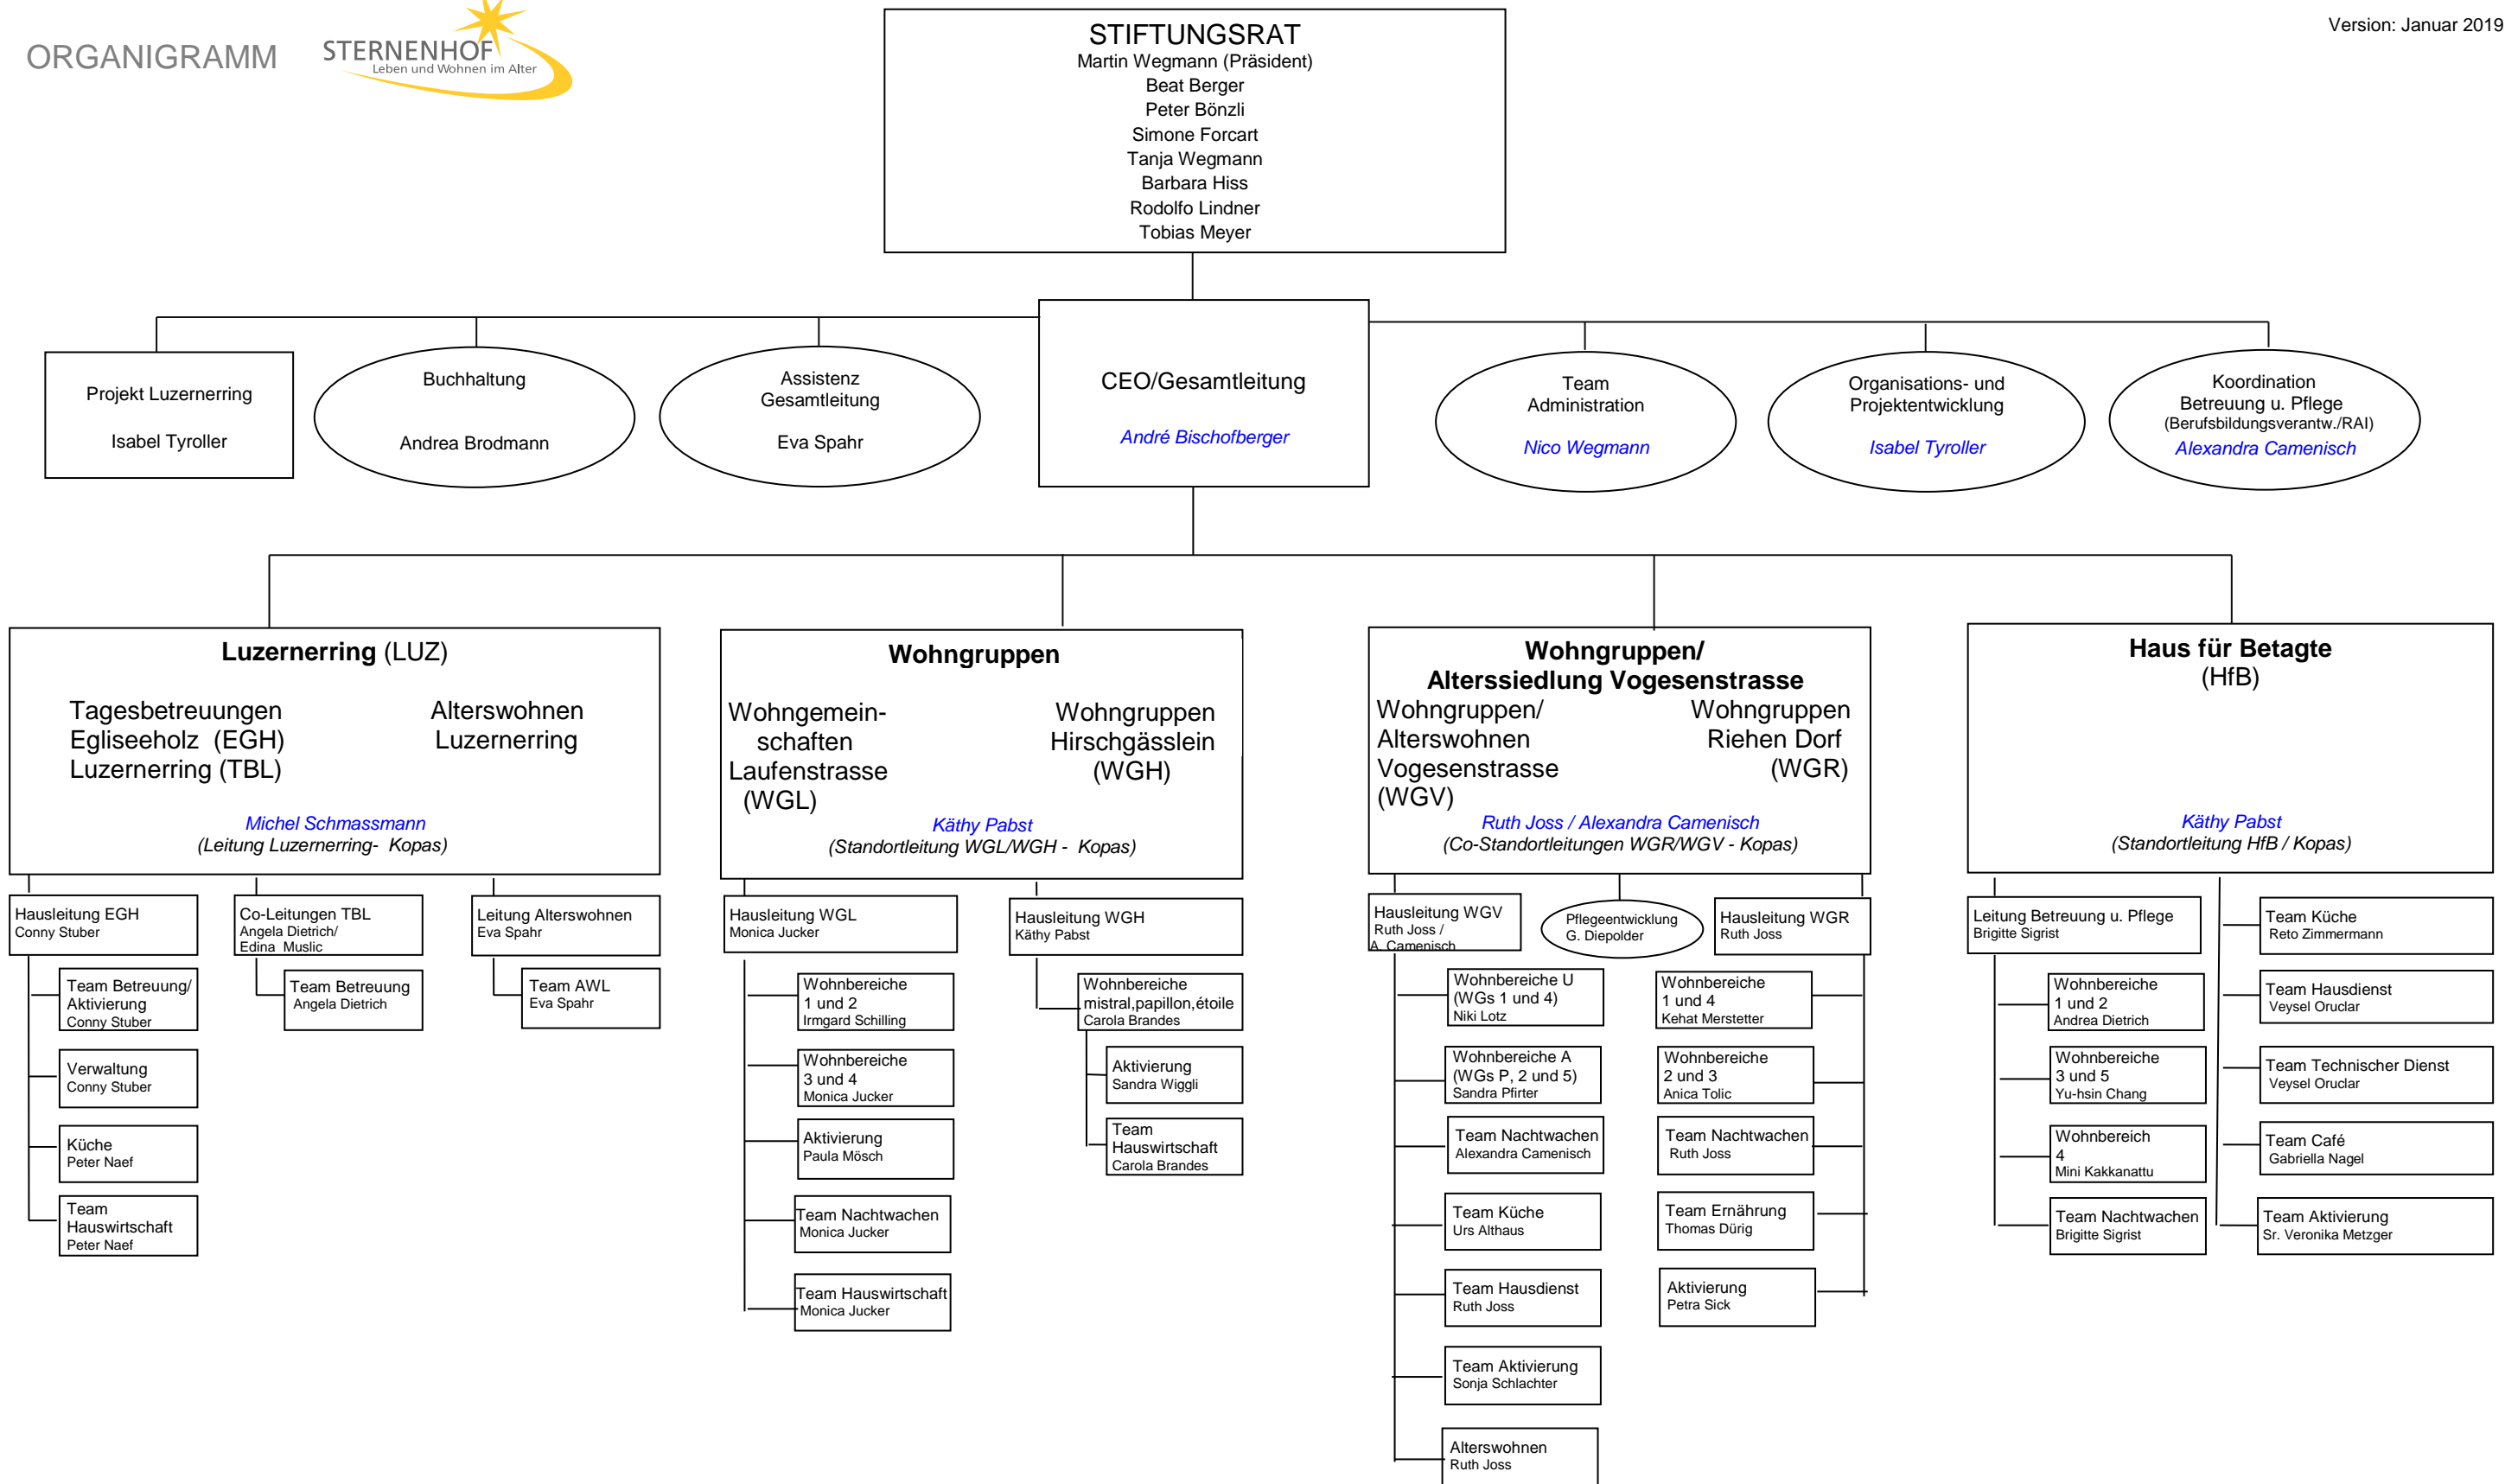 ORGANIGRAMM
STERNENHOF
Leben und Wohnen im Alter
Version: Januar 2019
STIFTUNGSRAT
Martin Wegmann (Präsident)
Beat Berger
Peter Bönzli
Simone Forcart
Tanja Wegmann
Barbara Hiss
Rodolfo Lindner
Tobias Meyer
Projekt Luzernerring
Isabel Tyroller
Buchhaltung
Andrea Brodmann
Assistenz
Gesamtleitung
Eva Spahr
CEO/Gesamtleitung
André Bischofberger
Team
Administration
Nico Wegmann
Organisations- und
Projektentwicklung
Isabel Tyroller
Koordination
Betreuung u. Pflege
(Berufsbildungsverantw./RAI)
Alexandra Camenisch
Luzernerring (LUZ)
Tagesbetreuungen
Egliseeholz (EGH)
Luzernerring (TBL)
Alterswohnen
Luzernerring
Michel Schmassmann
(Leitung Luzernerring- Kopas)
Wohngruppen
Wohngemein-
schaften
Laufenstrasse
(WGL)
Wohngruppen
Hirschgässlein
(WGH)
Käthy Pabst
(Standortleitung WGL/WGH - Kopas)
Wohngruppen/
Alterssiedlung Vogesenstrasse
Wohngruppen/
Alterswohnen
Vogesenstrasse
(WGV)
Wohngruppen
Riehen Dorf
(WGR)
Ruth Joss / Alexandra Camenisch
(Co-Standortleitungen WGR/WGV - Kopas)
Haus für Betagte
(HfB)
Käthy Pabst
(Standortleitung HfB / Kopas)
Hausleitung EGH
Conny Stuber
Team Betreuung/
Aktivierung
Conny Stuber
Verwaltung
Conny Stuber
Küche
Peter Naef
Team
Hauswirtschaft
Peter Naef
Co-Leitungen TBL
Angela Dietrich/
Edina Muslic
Team Betreuung
Angela Dietrich
Leitung Alterswohnen
Eva Spahr
Team AWL
Eva Spahr
Hausleitung WGL
Monica Jucker
Wohnbereiche
1 und 2
Irmgard Schilling
Wohnbereiche
3 und 4
Monica Jucker
Aktivierung
Paula Mösch
Team Nachtwachen
Monica Jucker
Team Hauswirtschaft
Monica Jucker
Hausleitung WGH
Käthy Pabst
Wohnbereiche
mistral,papillon,étoile
Carola Brandes
Aktivierung
Sandra Wiggli
Team
Hauswirtschaft
Carola Brandes
Hausleitung WGV
Ruth Joss /
A. Camenisch
Pflegeentwicklung
G. Diepolder
Hausleitung WGR
Ruth Joss
Wohnbereiche U
(WGs 1 und 4)
Niki Lotz
Wohnbereiche A
(WGs P, 2 und 5)
Sandra Pfirter
Team Nachtwachen
Alexandra Camenisch
Team Küche
Urs Althaus
Team Hausdienst
Ruth Joss
Team Aktivierung
Sonja Schlachter
Alterswohnen
Ruth Joss
Wohnbereiche
1 und 4
Kehat Merstetter
Wohnbereiche
2 und 3
Anica Tolic
Team Nachtwachen
Ruth Joss
Team Ernährung
Thomas Dürig
Aktivierung
Petra Sick
Leitung Betreuung u. Pflege
Brigitte Sigrist
Wohnbereiche
1 und 2
Andrea Dietrich
Wohnbereiche
3 und 5
Yu-hsin Chang
Wohnbereich
4
Mini Kakkanattu
Team Nachtwachen
Brigitte Sigrist
Team Küche
Reto Zimmermann
Team Hausdienst
Veysel Oruclar
Team Technischer Dienst
Veysel Oruclar
Team Café
Gabriella Nagel
Team Aktivierung
Sr. Veronika Metzger